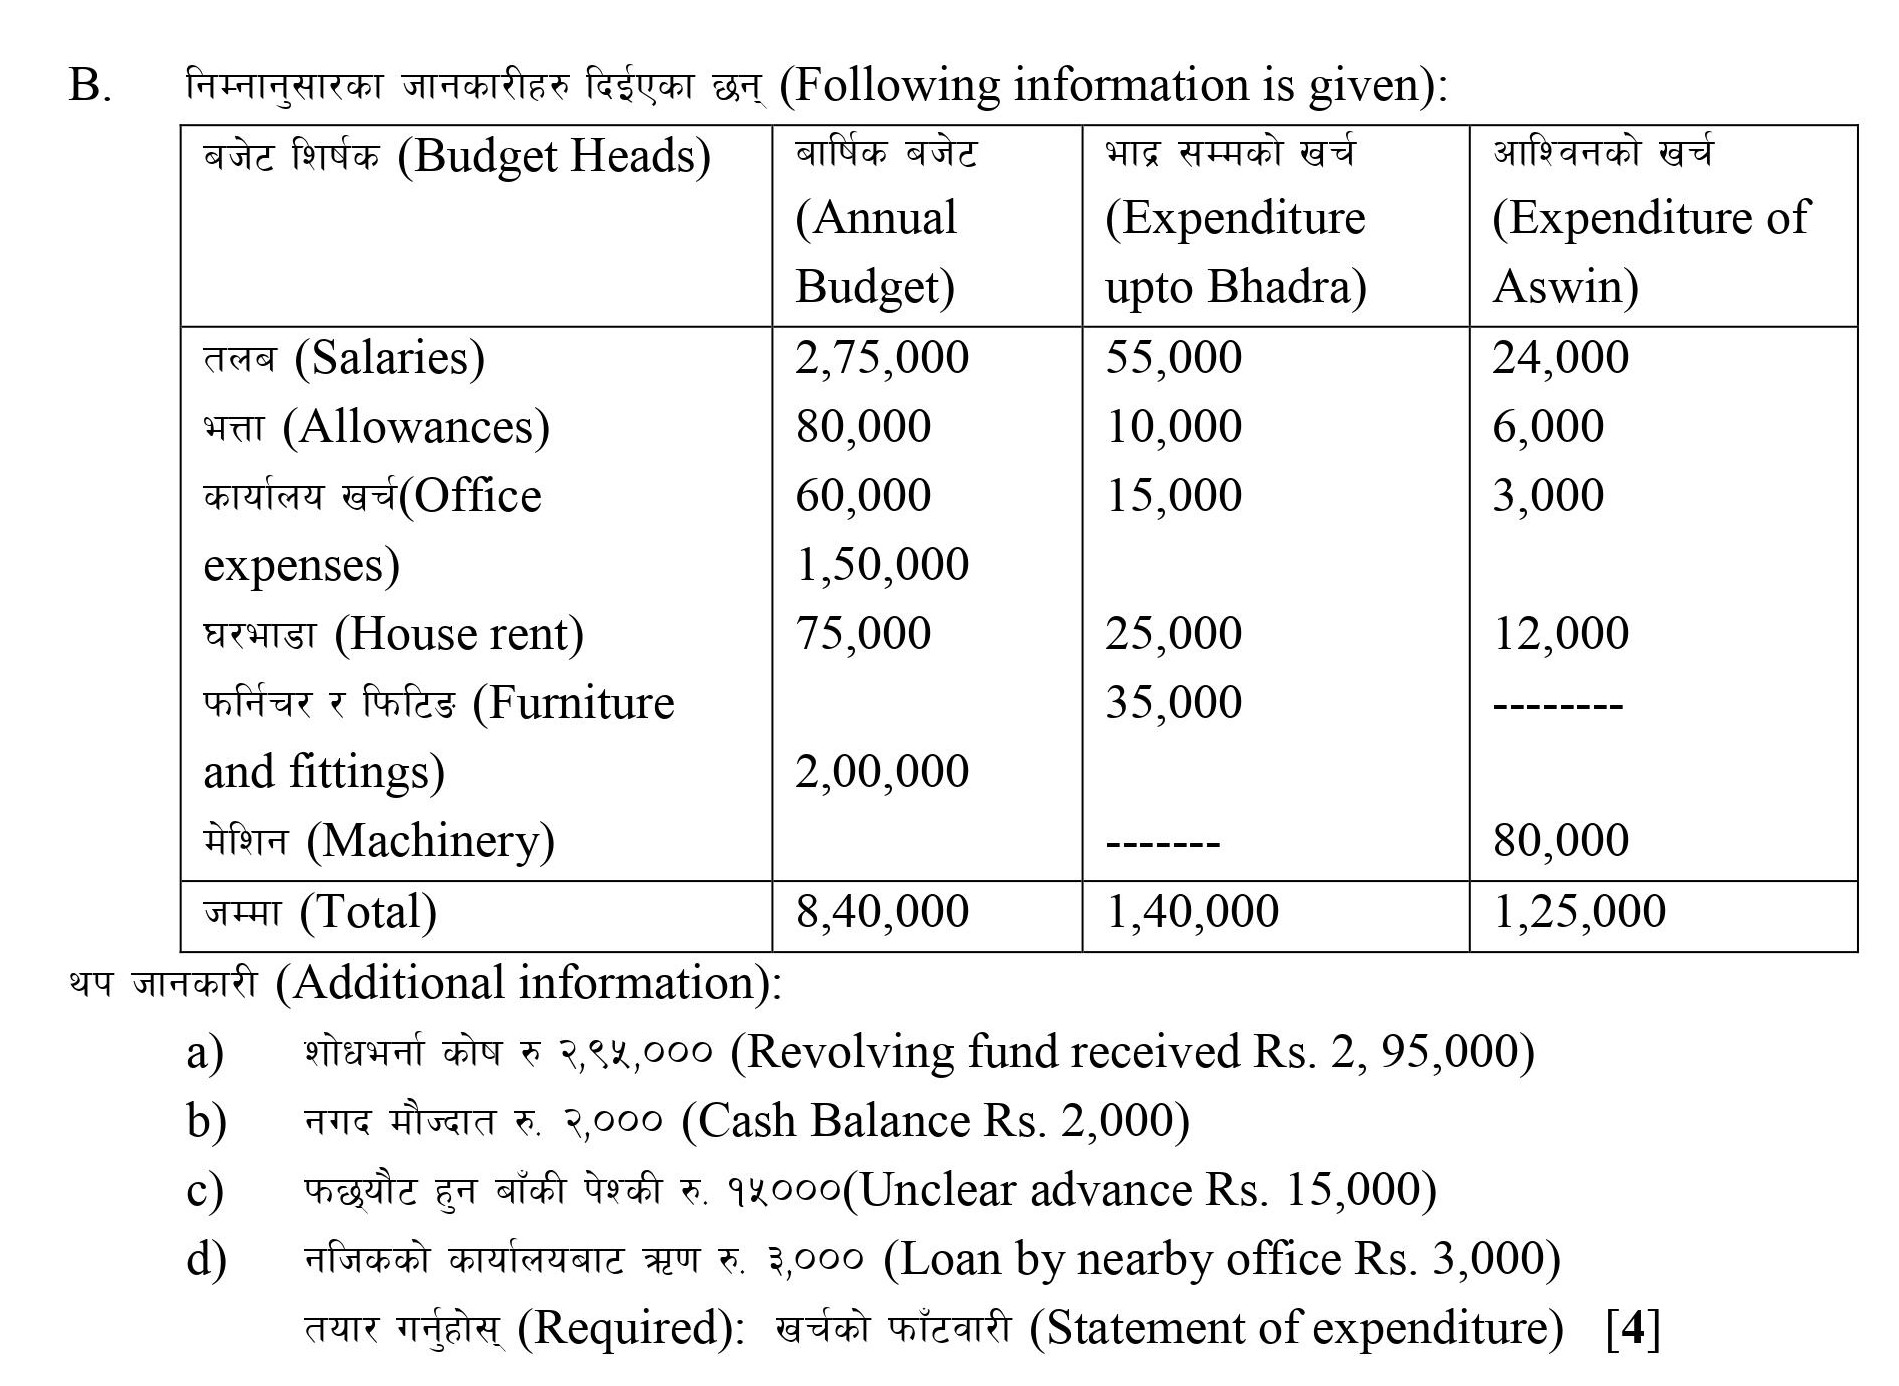 B. निम्नानुसारका जानकारीहरु दिईएका छन् (Following information is given):
बजेट शिर्षक (Budget Heads) बार्षिक बजेट (Annual Budget) भाद्र सम्मको खर्च (Expenditure upto Bhadra) आश्विनको खर्च (Expenditure of Aswin)
तलब (Salaries) 2,75,000 55,000 24,000
भत्ता (Allowances) 80,000 10,000 6,000
कार्यालय खर्च(Office 60,000 15,000 3,000
expenses) 1,50,000
घरभाडा (House rent) 75,000 25,000 12,000
फर्निचर र फिटिङ (Furniture 35,000 --------
and fittings) 2,00,000
मेशिन (Machinery) ------- 80,000
जम्मा (Total) 8,40,000 1,40,000 1,25,000
थप जानकारी (Additional information):
a) शोधभर्ना कोष रु २,९५,००० (Revolving fund received Rs. 2, 95,000)
b) नगद मौज्दात रु. २,००० (Cash Balance Rs. 2,000)
c) फछ्यौट हुन बाँकी पेश्की रु. १५०००(Unclear advance Rs. 15,000)
d) नजिकको कार्यालयबाट ऋण रु. ३,००० (Loan by nearby office Rs. 3,000)
तयार गर्नुहोस् (Required): खर्चको फाँटवारी (Statement of expenditure) [4]